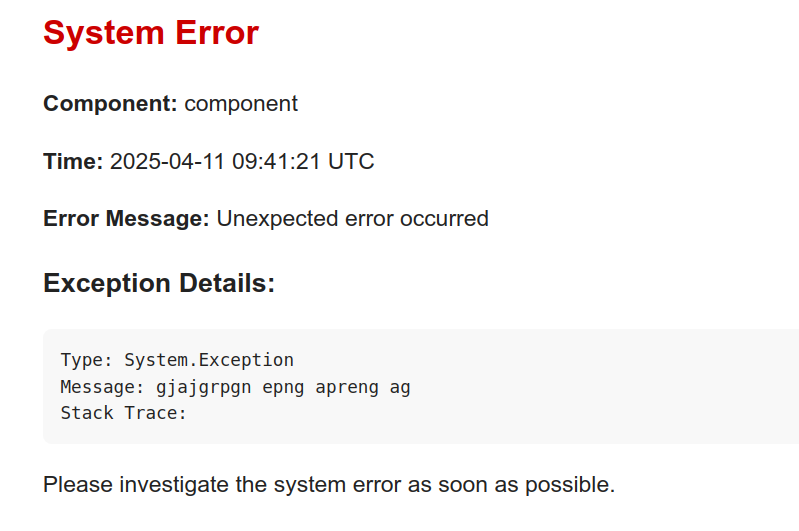 System Error
Component: component
Time: 2025-04-11 09:41:21 UTC
Error Message: Unexpected error occurred
Exception Details:
Type: System.Exception
Message: gjajgrpgn epng apreng ag
Stack Trace:
Please investigate the system error as soon as possible.